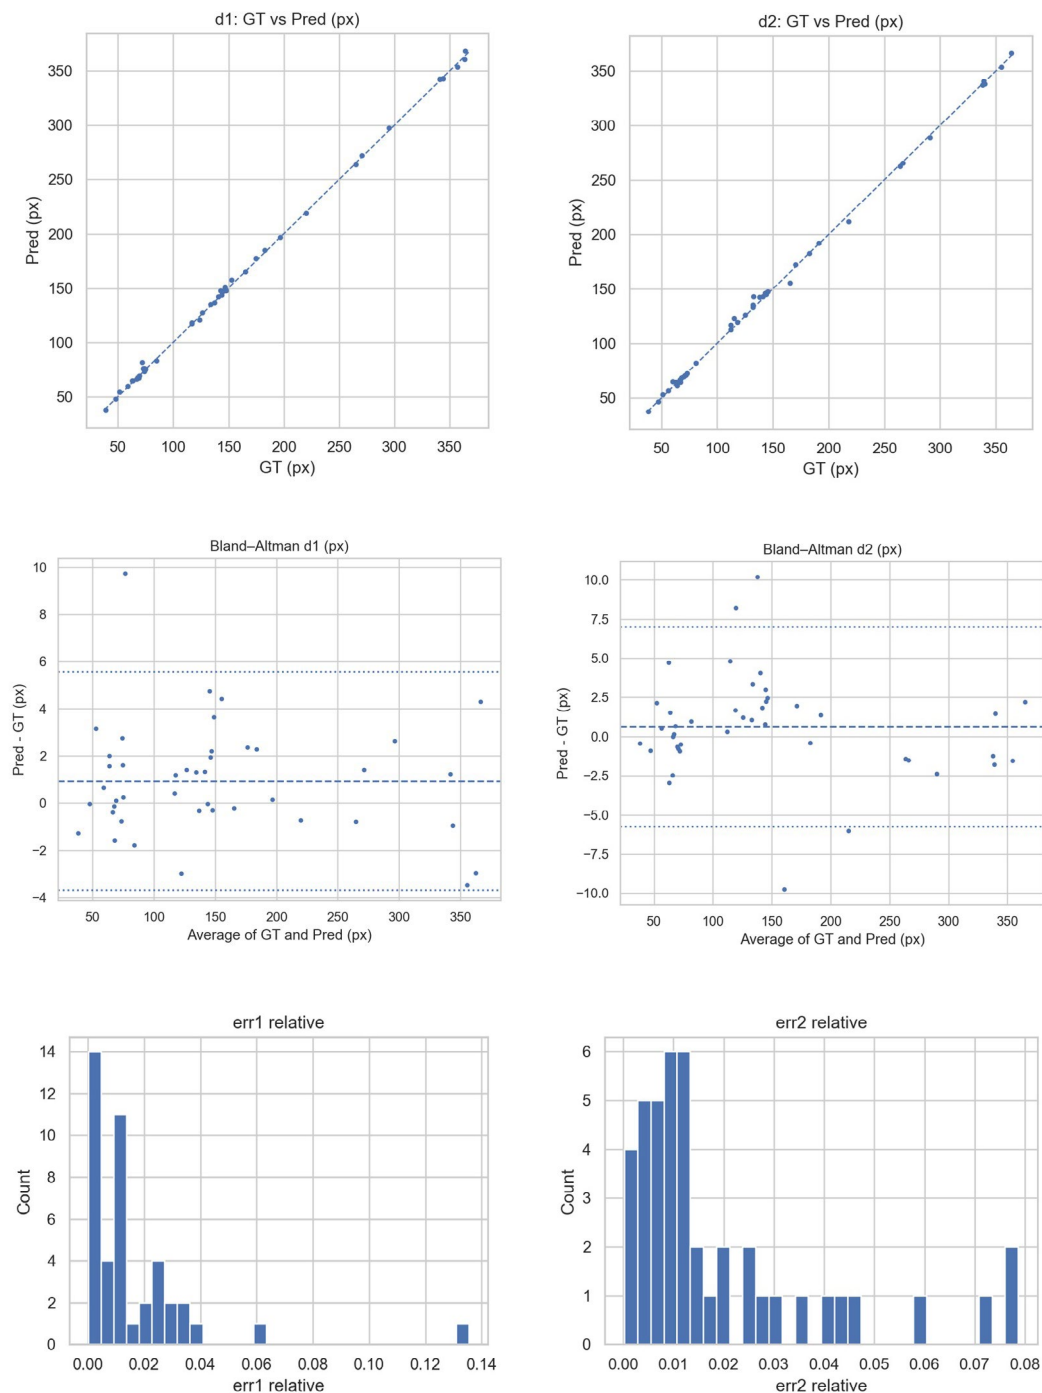 d1: GT vs Pred (px)
350
300
250
200
150
100
50
Pred (px)
50 100 150 200 250 300 350
GT (px)
d2: GT vs Pred (px)
350
300
250
200
150
100
50
Pred (px)
50 100 150 200 250 300 350
GT (px)
Bland–Altman d1 (px)
10
8
6
4
2
0
−2
−4
Pred - GT (px)
50 100 150 200 250 300 350
Average of GT and Pred (px)
Bland–Altman d2 (px)
10.0
7.5
5.0
2.5
0.0
−2.5
−5.0
−7.5
−10.0
Pred - GT (px)
50 100 150 200 250 300 350
Average of GT and Pred (px)
err1 relative
14
12
10
8
6
4
2
0
Count
0.00 0.02 0.04 0.06 0.08 0.10 0.12 0.14
err1 relative
err2 relative
6
5
4
3
2
1
0
Count
0.00 0.01 0.02 0.03 0.04 0.05 0.06 0.07 0.08
err2 relative